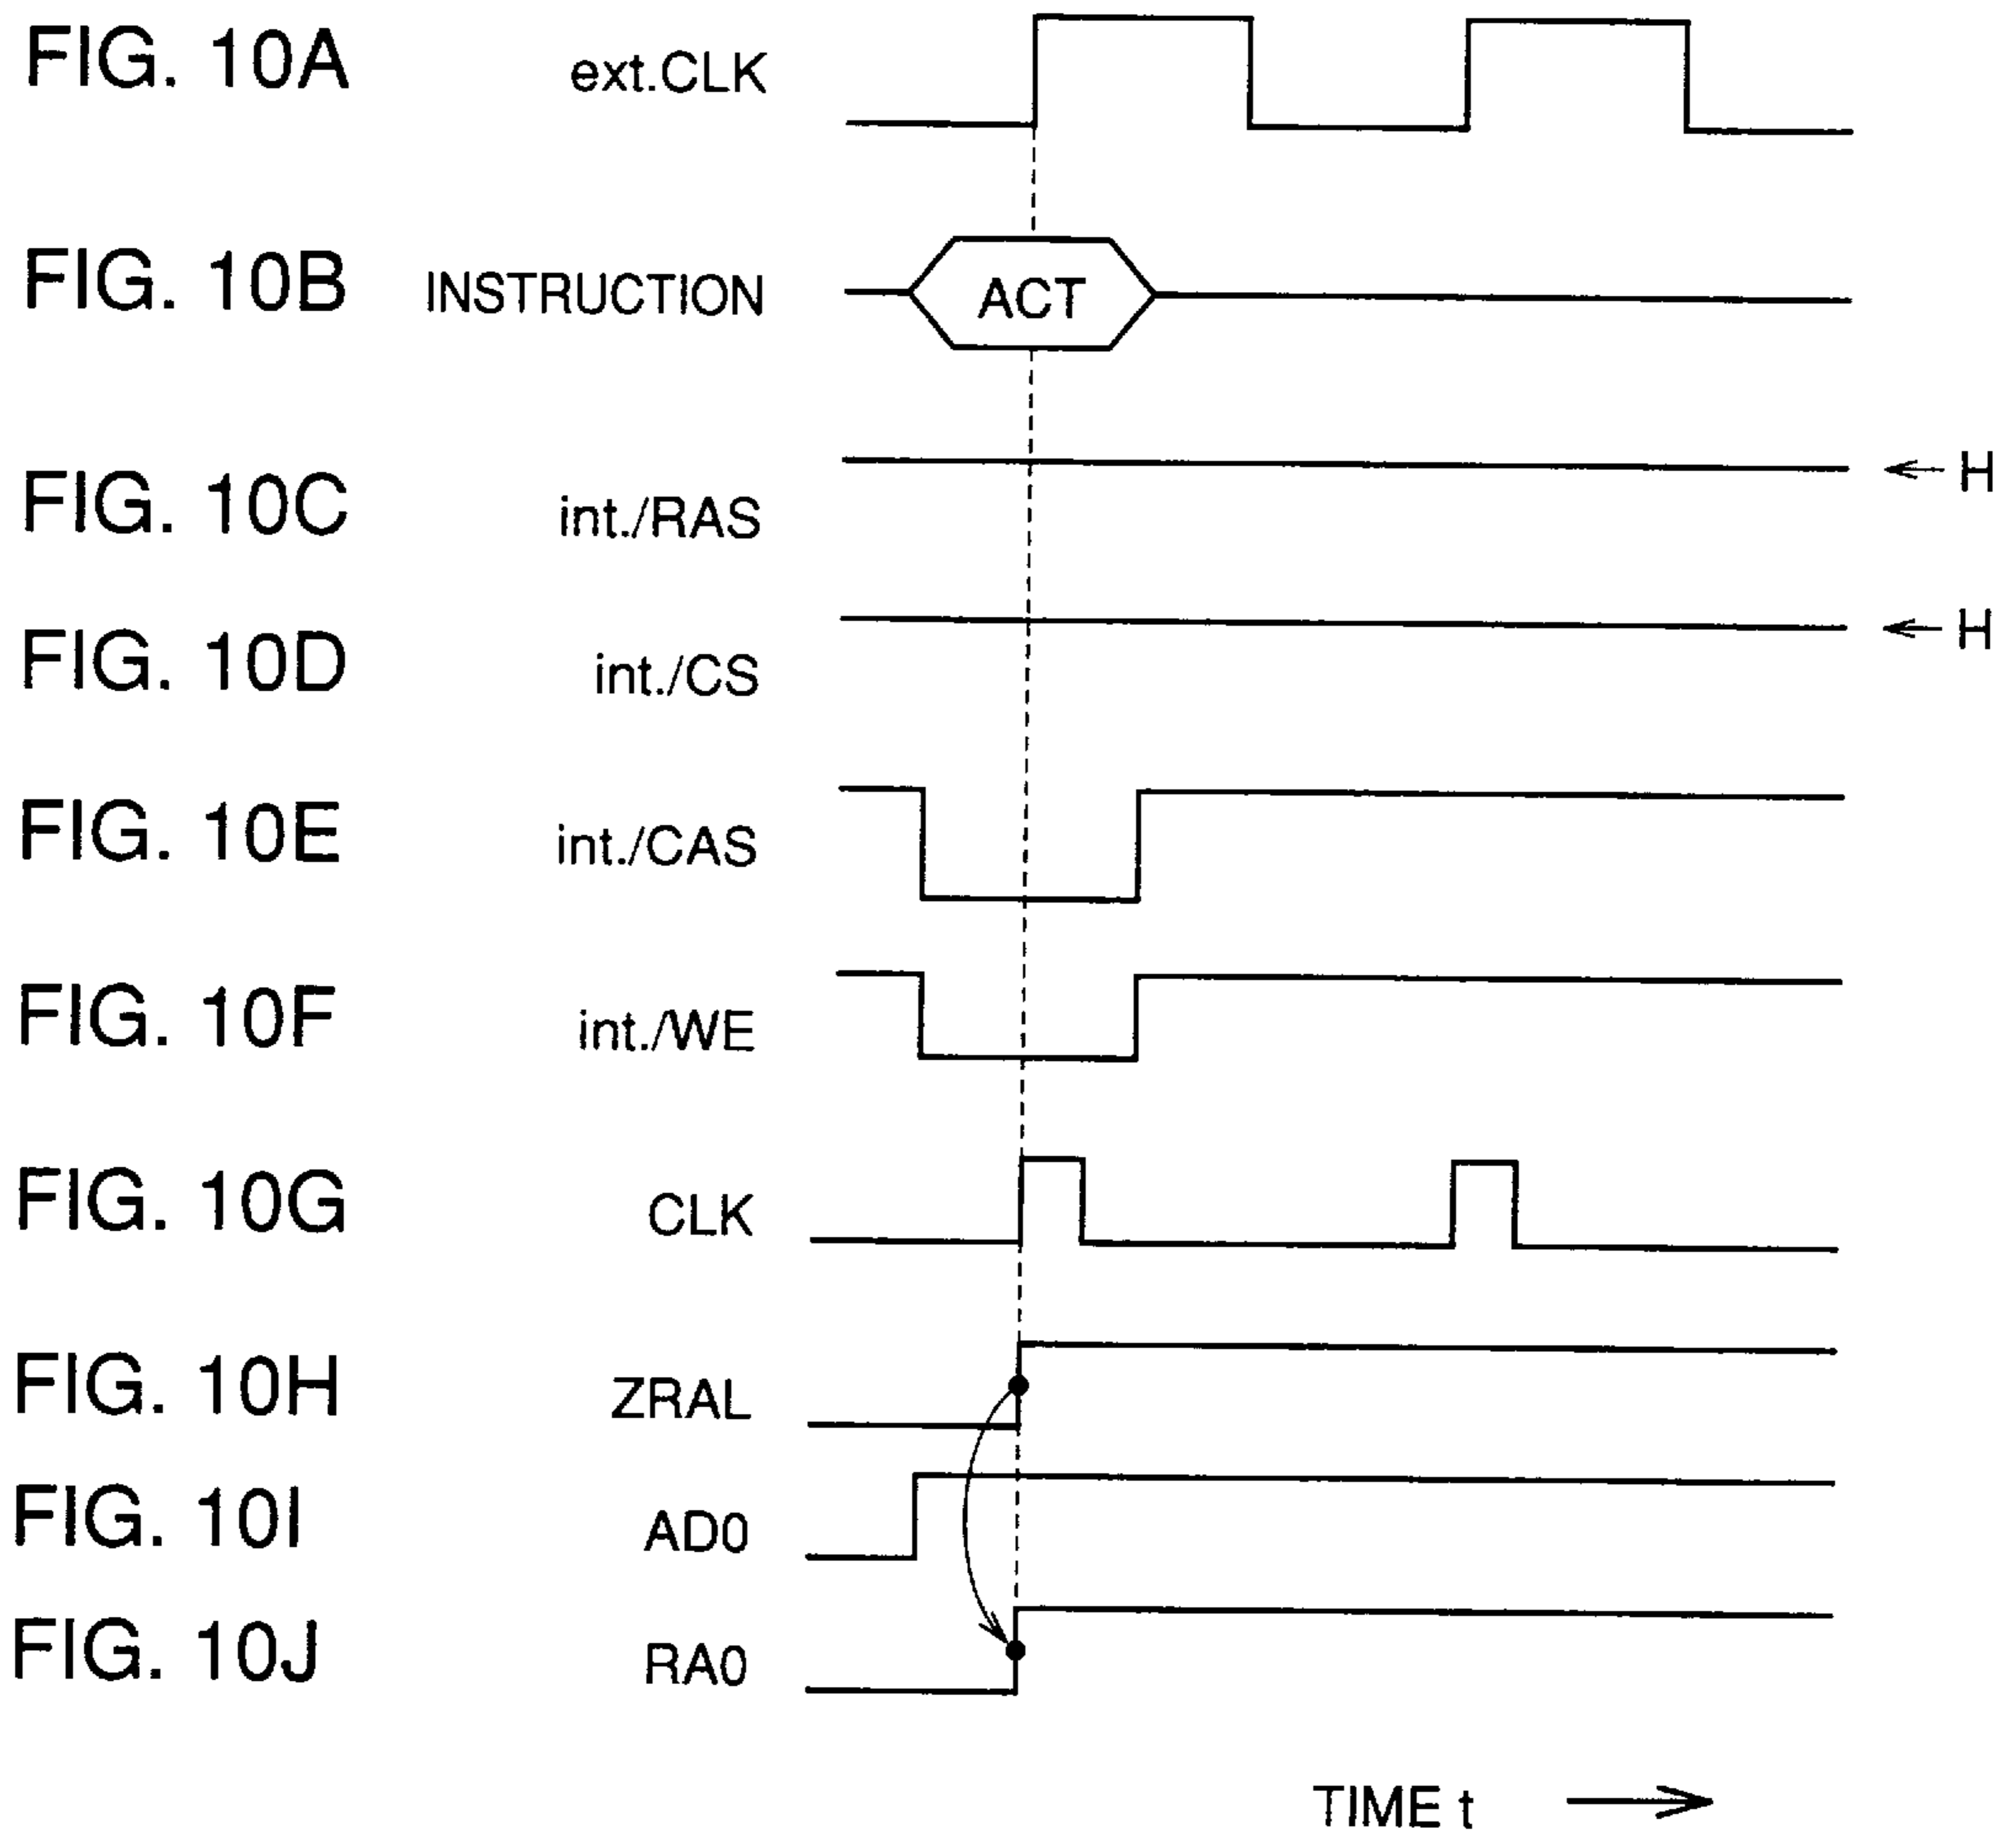 FIG. 10A ext.CLK
FIG. 10B INSTRUCTION ACT
FIG. 10C int./RAS H
FIG. 10D int./CS H
FIG. 10E int./CAS
FIG. 10F int./WE
FIG. 10G CLK
FIG. 10H ZRAL
FIG. 10I AD0
FIG. 10J RA0
TIME t